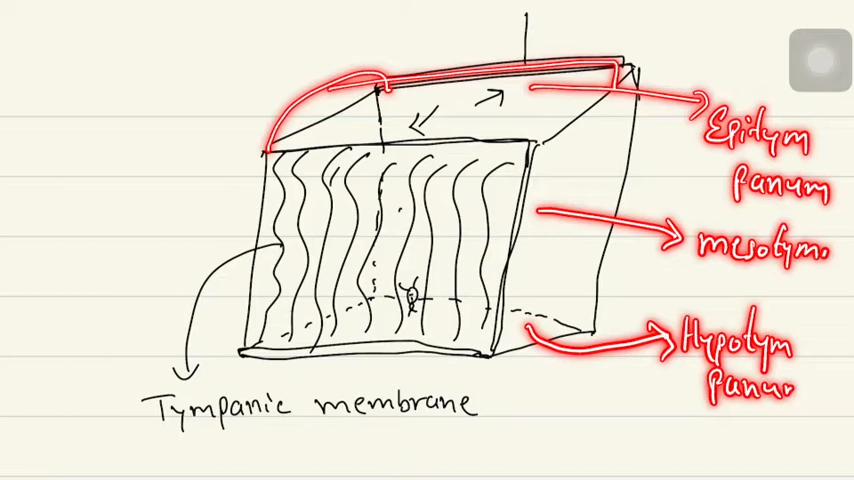 Epitym
panum
mesotym.
Hypotym
panum
Tympanic membrane